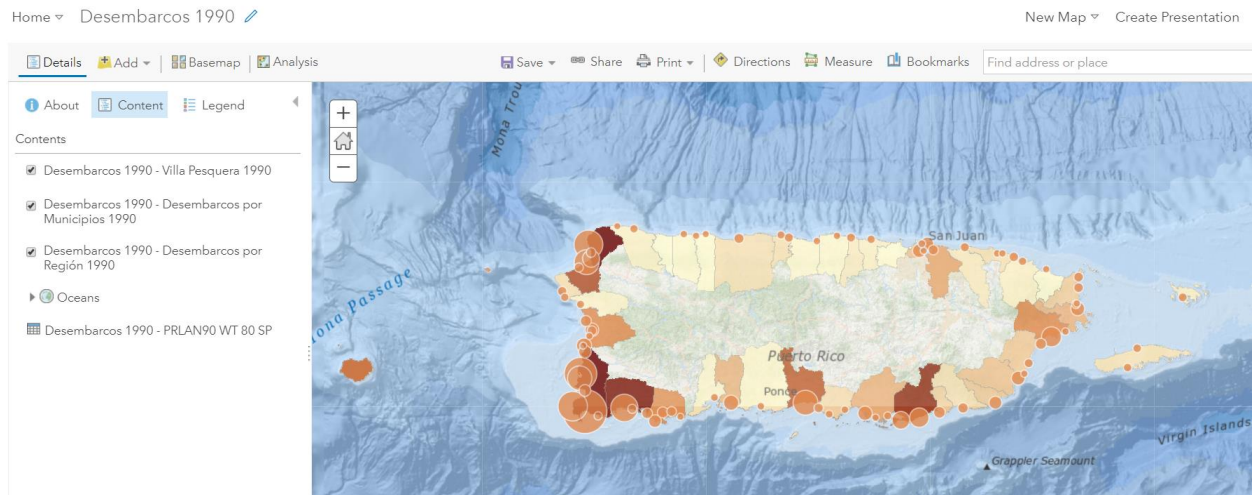 Home Desembarcos 1990 New Map Create Presentation
Details Add Basemap Analysis Save Share Print Directions Measure Bookmarks Find address or place
About Content Legend
Contents
Desembarcos 1990 - Villa Pesquera 1990
Desembarcos 1990 - Desembarcos por
Municipios 1990
Desembarcos 1990 - Desembarcos por
Región 1990
Oceans
Desembarcos 1990 - PRLAN90 WT 80 SP
Mona Trou
San Juan
ona Passage
Puerto Rico
Ponce
Virgin Islands
Grappler Seamount